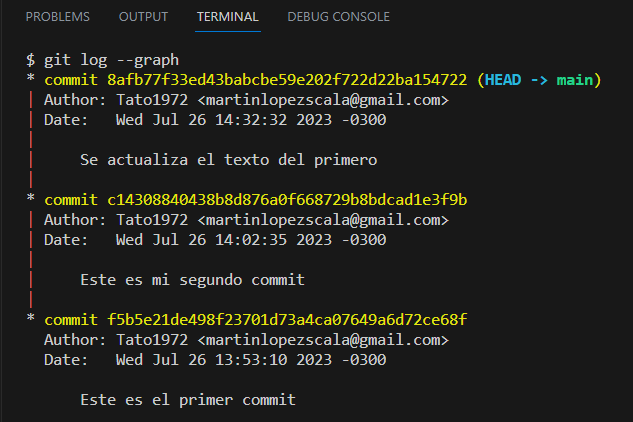 PROBLEMS OUTPUT TERMINAL DEBUG CONSOLE
$ git log --graph
* commit 8afb77f33ed43babcbe59e202f722d22ba154722 (HEAD -> main)
| Author: Tato1972 <martinlopezscala@gmail.com>
| Date:   Wed Jul 26 14:32:32 2023 -0300
|
|     Se actualiza el texto del primero
|
* commit c14308840438b8d876a0f668729b8bdcad1e3f9b
| Author: Tato1972 <martinlopezscala@gmail.com>
| Date:   Wed Jul 26 14:02:35 2023 -0300
|
|     Este es mi segundo commit
|
* commit f5b5e21de498f23701d73a4ca07649a6d72ce68f
  Author: Tato1972 <martinlopezscala@gmail.com>
  Date:   Wed Jul 26 13:53:10 2023 -0300

      Este es el primer commit